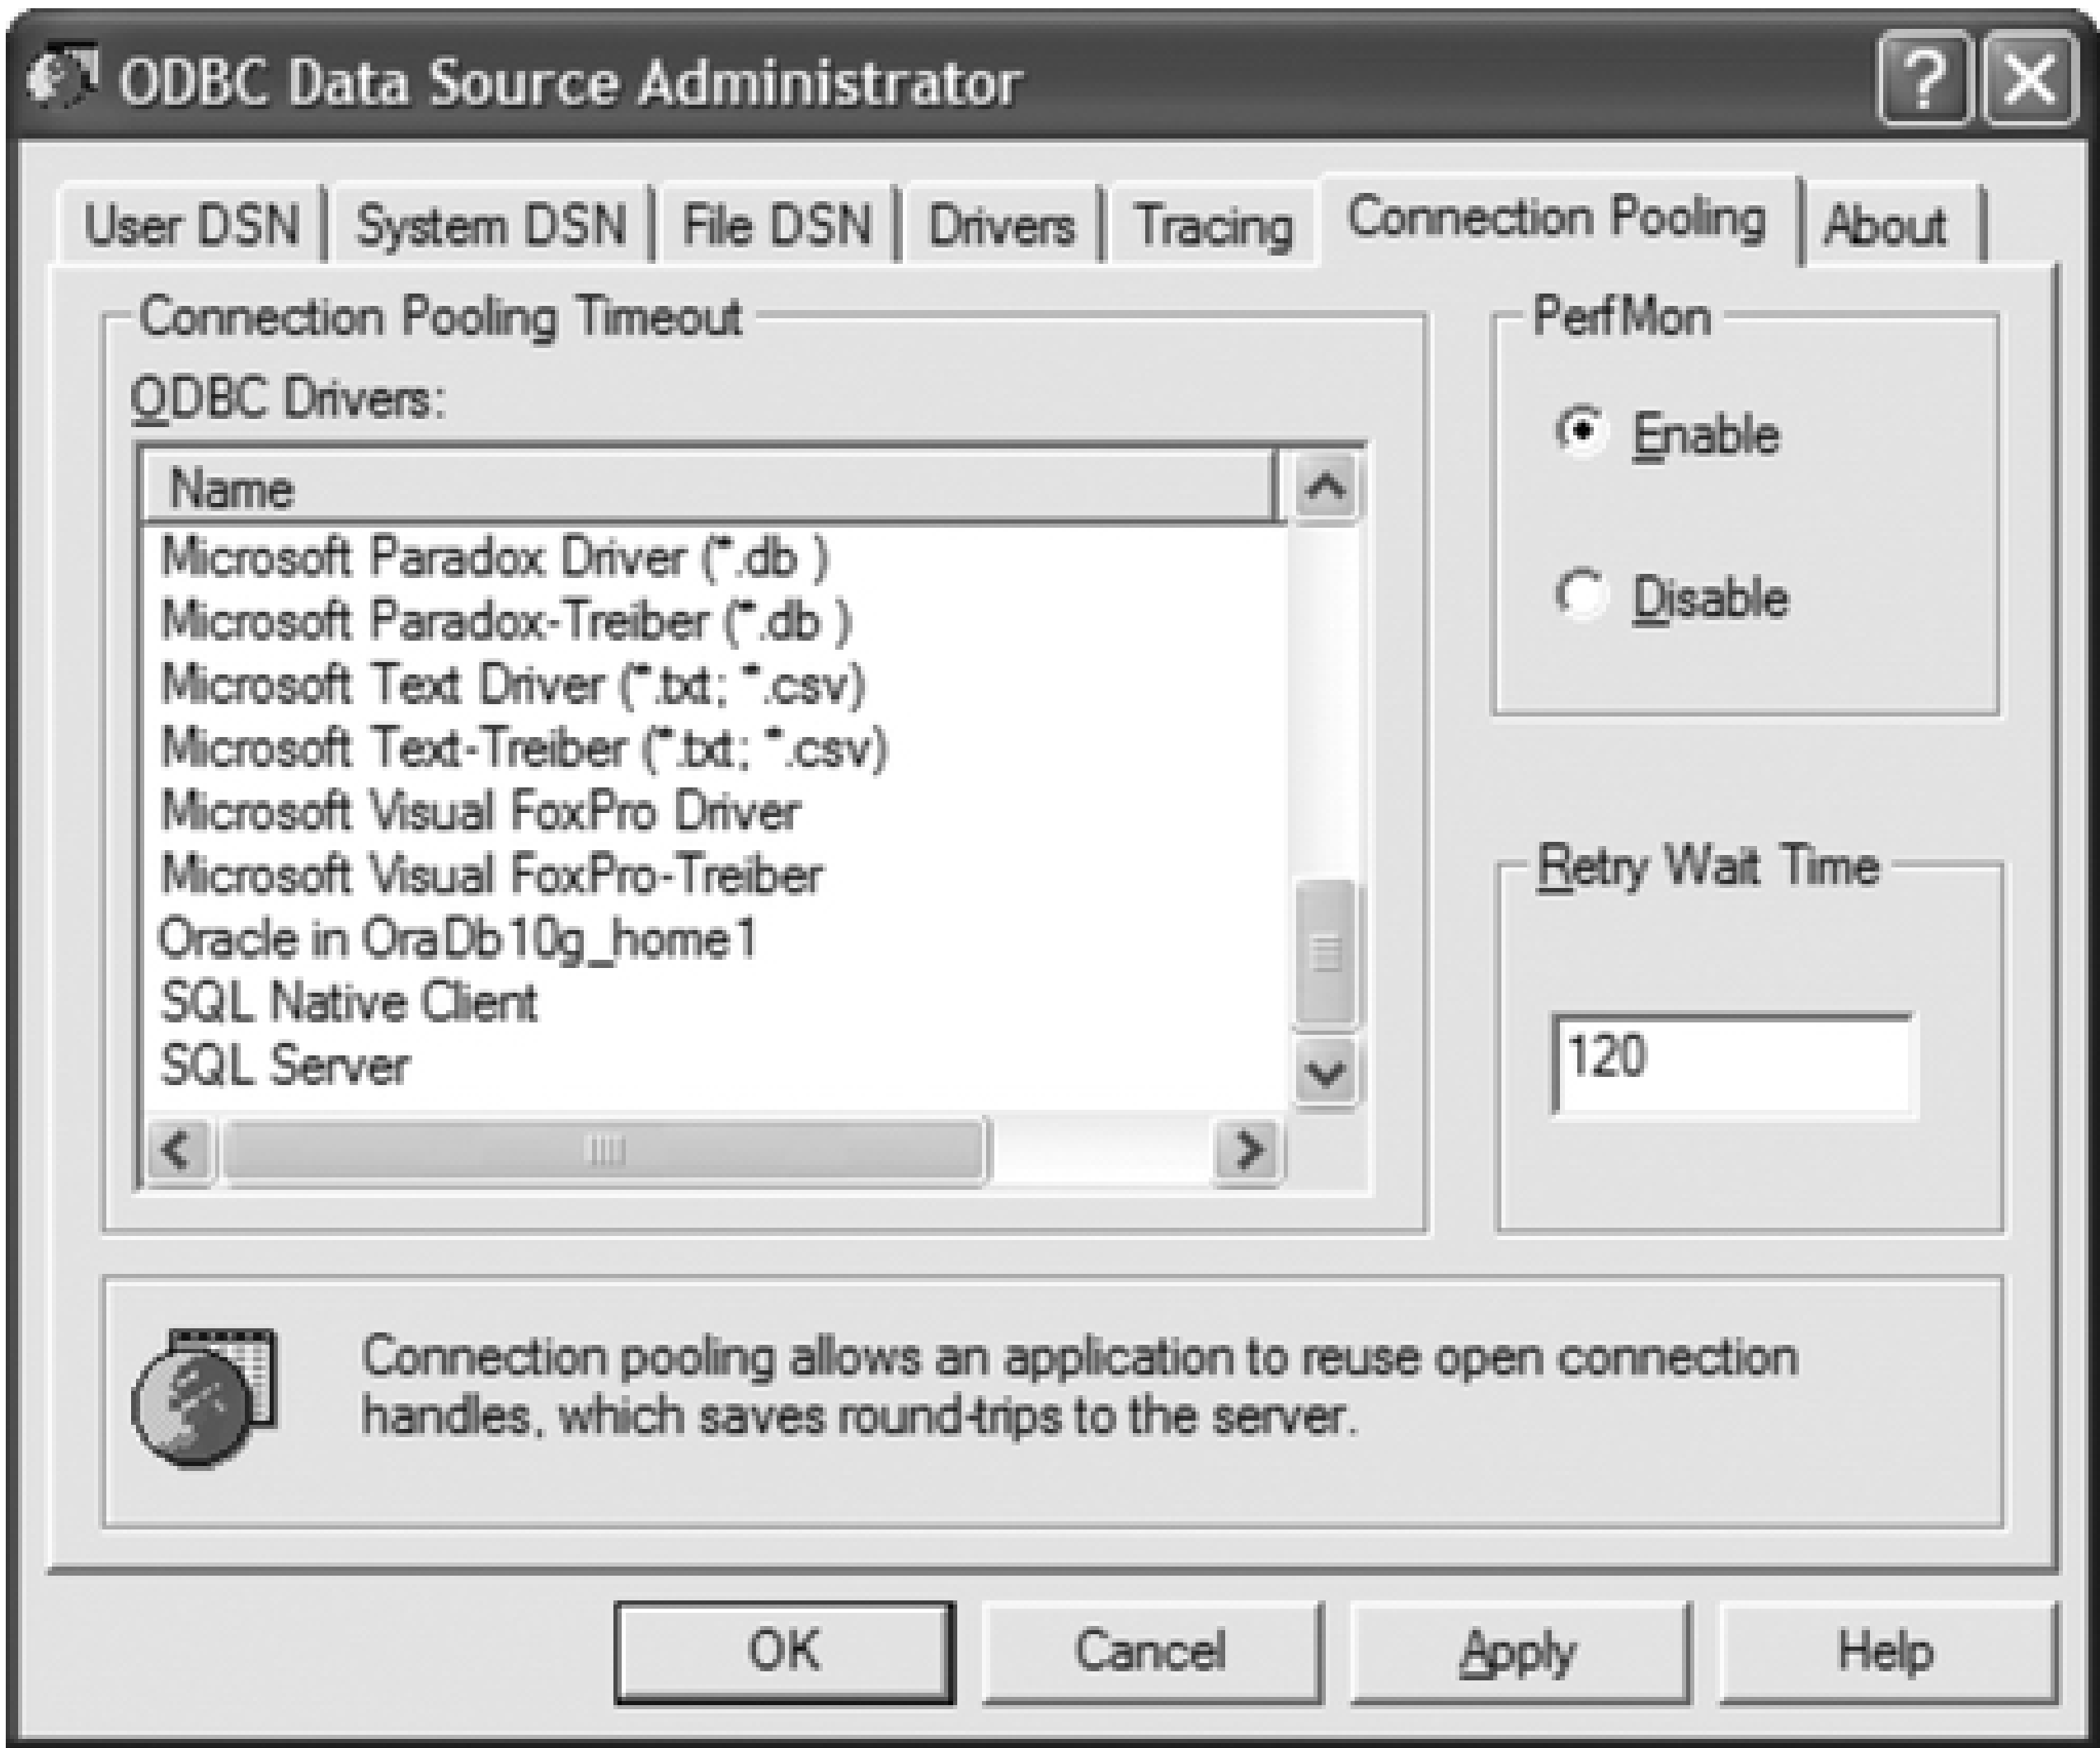 ODBC Data Source Administrator
User DSN System DSN File DSN Drivers Tracing Connection Pooling About
Connection Pooling Timeout
ODBC Drivers:
Name
Microsoft Paradox Driver (*.db )
Microsoft Paradox-Treiber (*.db )
Microsoft Text Driver (*.txt; *.csv)
Microsoft Text-Treiber (*.txt; *.csv)
Microsoft Visual FoxPro Driver
Microsoft Visual FoxPro-Treiber
Oracle in OraDb10g_home1
SQL Native Client
SQL Server
PerfMon
Enable
Disable
Retry Wait Time
120
Connection pooling allows an application to reuse open connection
handles, which saves round-trips to the server.
OK Cancel Apply Help